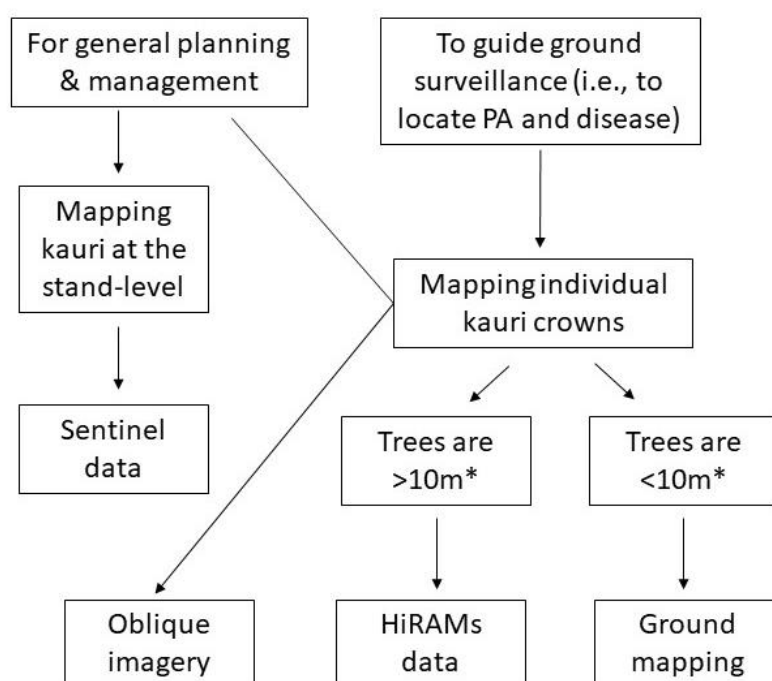 For general planning
& management
To guide ground
surveillance (i.e., to
locate PA and disease)
Mapping
kauri at the
stand-level
Mapping individual
kauri crowns
Sentinel
data
Trees are
>10m*
Trees are
<10m*
Oblique
imagery
HiRAMs
data
Ground
mapping